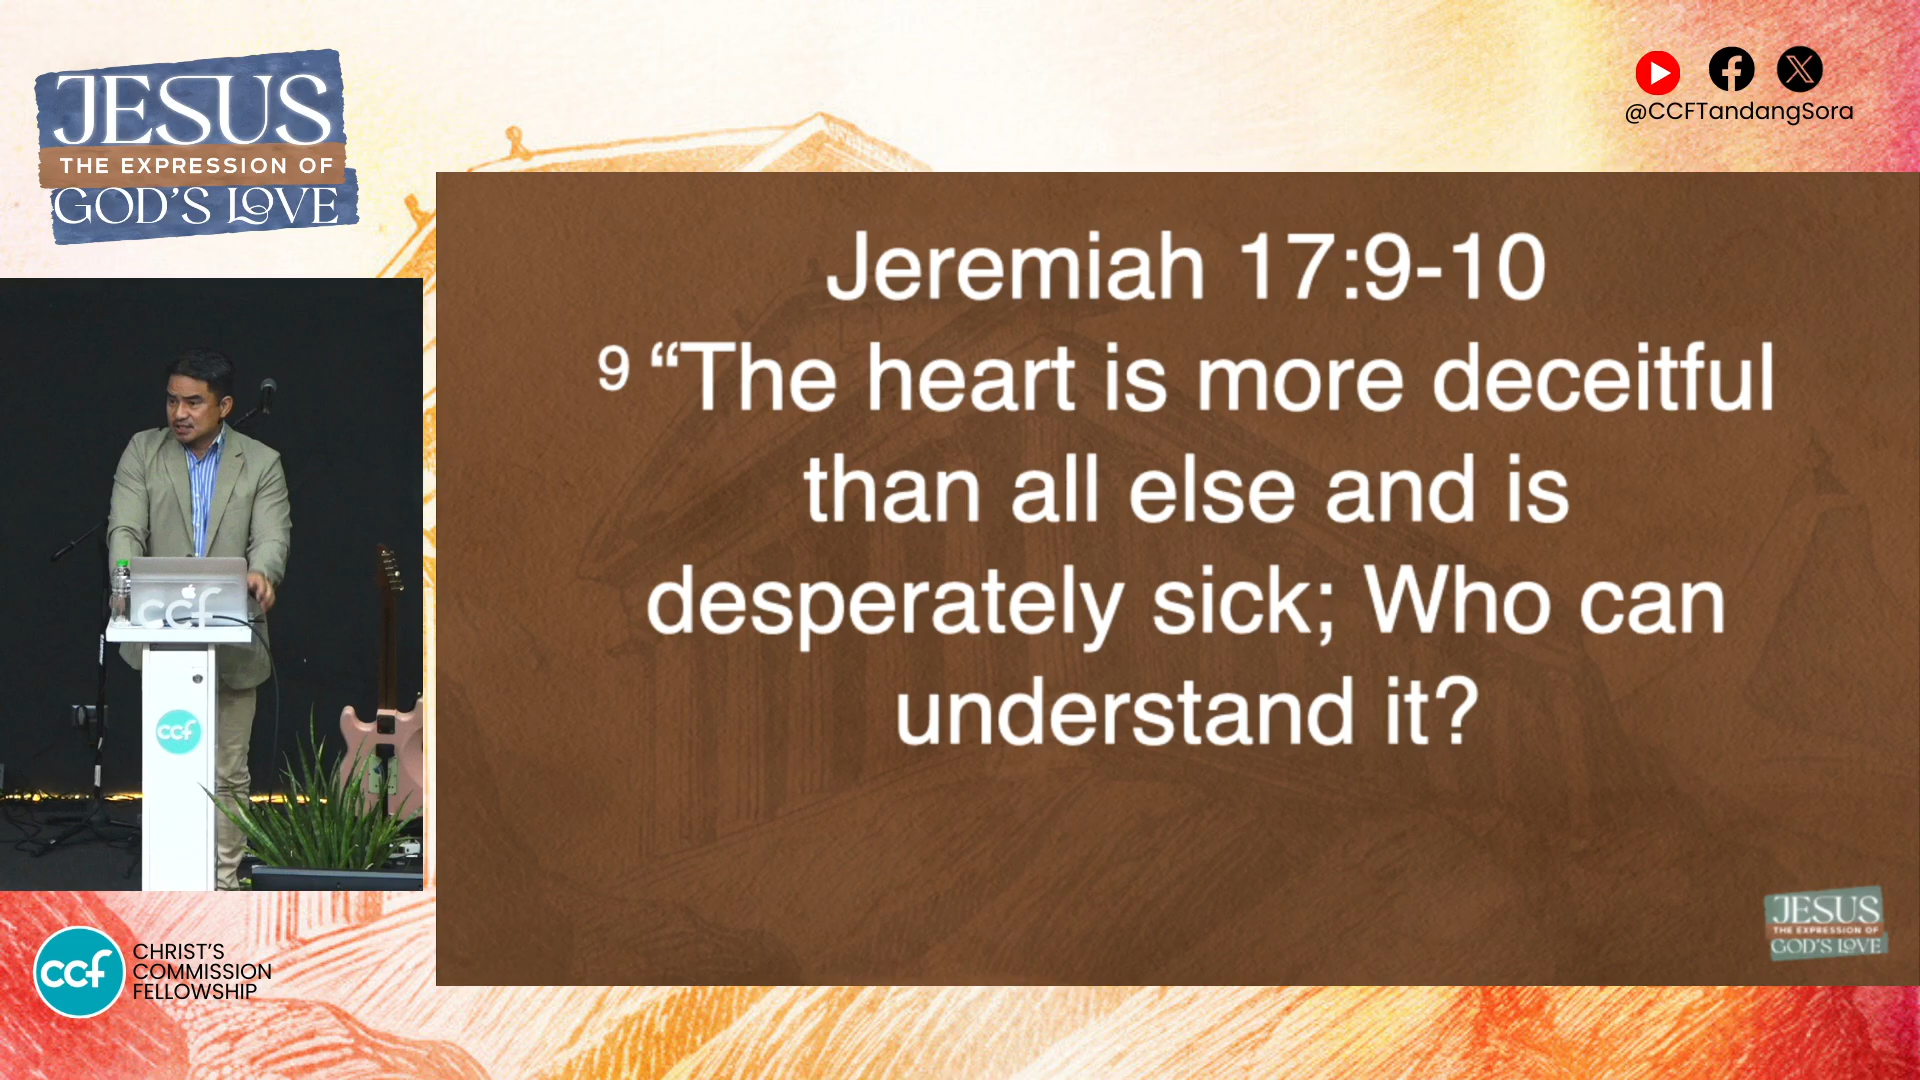 JESUS
THE EXPRESSION OF
GOD'S LOVE
@CCFTandangSora
Jeremiah 17:9-10
9 “The heart is more deceitful
than all else and is
desperately sick; Who can
understand it?
ccf
ccf
JESUS
THE EXPRESSION OF
GOD'S LOVE
ccf
CHRIST'S
COMMISSION
FELLOWSHIP